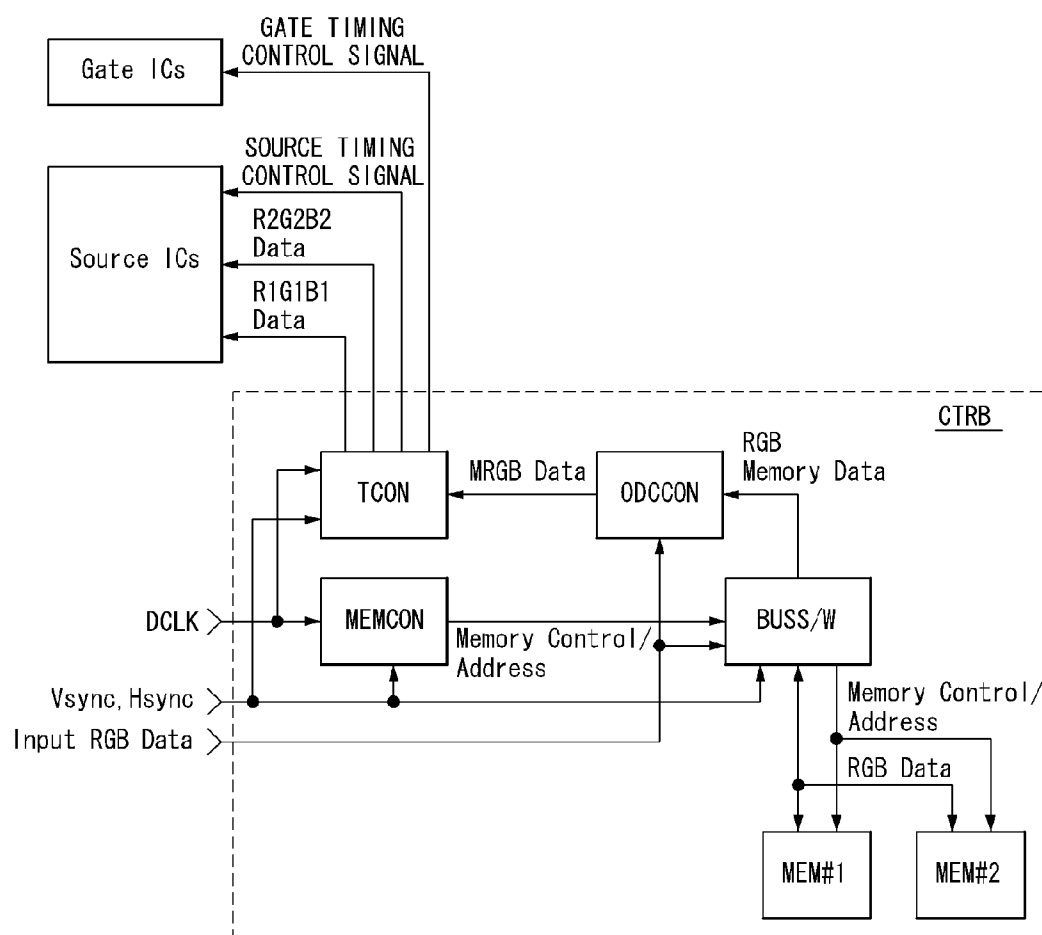 GATE TIMING
CONTROL SIGNAL
Gate ICs
SOURCE TIMING
CONTROL SIGNAL
R2G2B2
Data
Source ICs
R1G1B1
Data
CTRB
RGB
Memory Data
MRGB Data
TCON
ODCCON
DCLK
MEMCON
BUSS/W
Memory Control/
Address
Vsync, Hsync
Memory Control/
Address
Input RGB Data
RGB Data
MEM#1
MEM#2